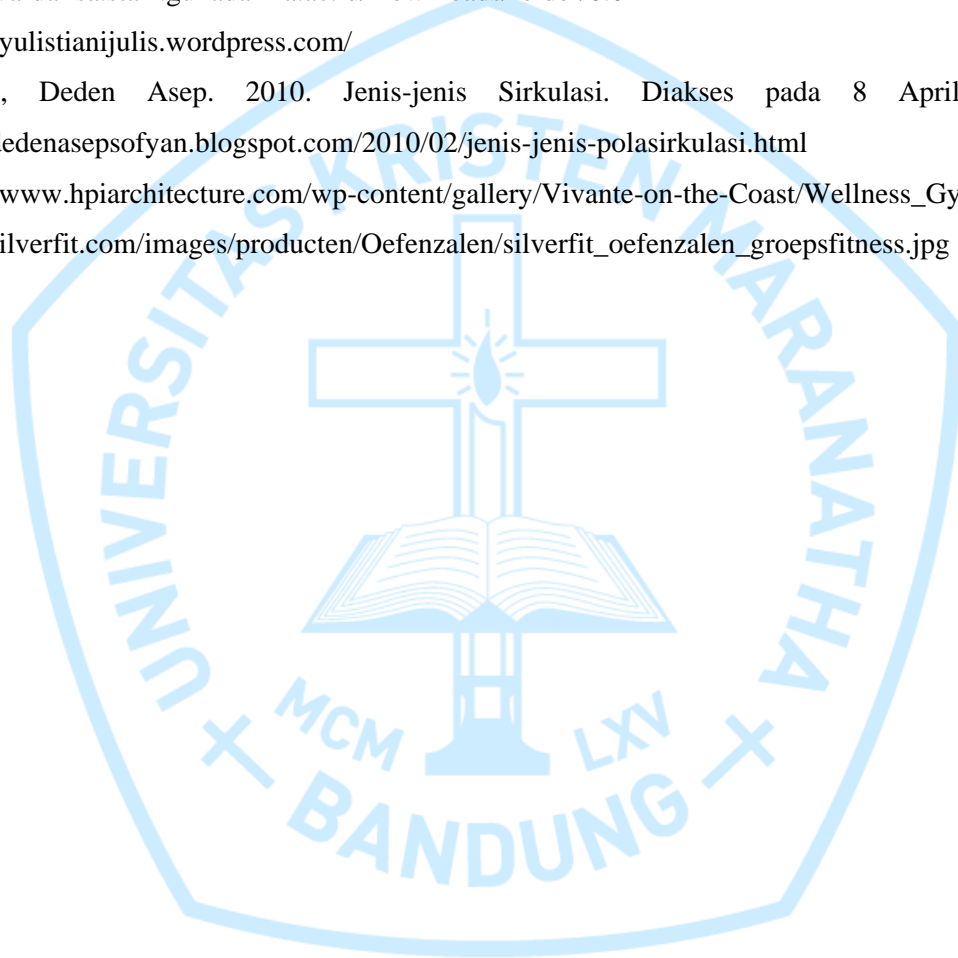 yulistianijulis.wordpress.com/
, Deden Asep. 2010. Jenis-jenis Sirkulasi. Diakses pada 8 April
dedenasepsofyan.blogspot.com/2010/02/jenis-jenis-polasirkulasi.html
www.hpiarchitecture.com/wp-content/gallery/Vivante-on-the-Coast/Wellness_Gy
ilverfit.com/images/producten/Oefenzalen/silverfit_oefenzalen_groepsfitness.jpg
UNIVERSITAS KRISTEN MARANATHA
MCM LXV
BANDUNG